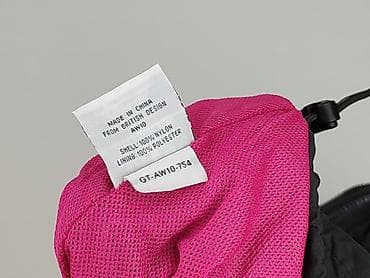 MADE IN CHINA
FROM BRITISH DESIGN
AW10
SHELL: 100% NYLON
LINING: 100% POLYESTER
GT-AW10-754